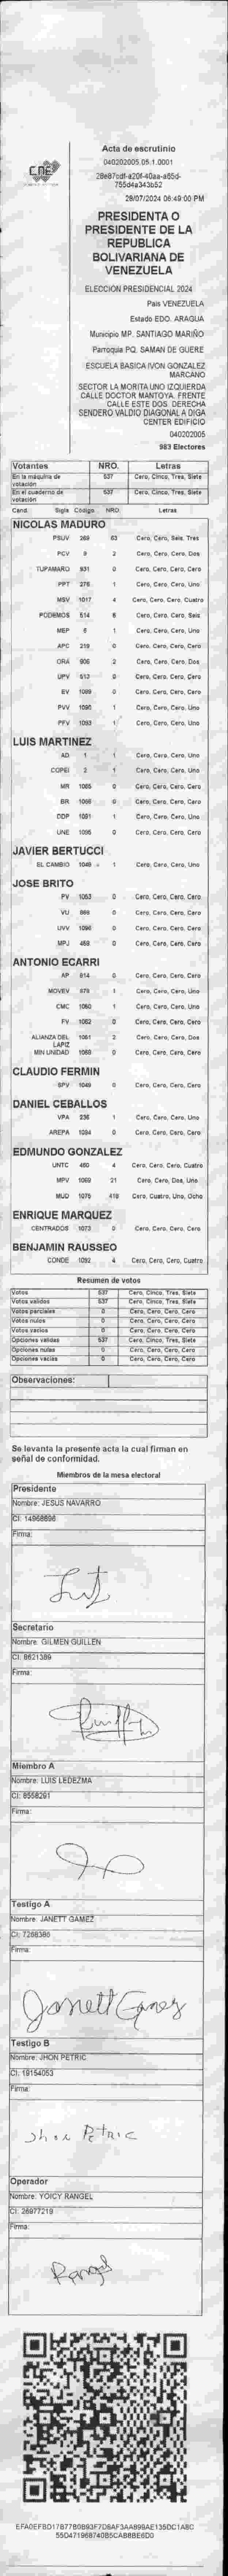 CNE
Acta de escrutinio
040202005.05.1.0001
28/07/2024 06:49:00 PM
PRESIDENTA O
PRESIDENTE DE LA
REPUBLICA
BOLIVARIANA DE
VENEZUELA
ELECCIÓN PRESIDENCIAL 2024
País VENEZUELA
Estado EDO. ARAGUA
Municipio MP. SANTIAGO MARIÑO
Parroquia PQ. SAMAN DE GUERE
ESCUELA BASICA IVON GONZALEZ
MARCANO
SECTOR LA MORITA UNO IZQUIERDA
CALLE DOCTOR MANTOYA. FRENTE
CALLE ESTE DOS. DERECHA
SENDERO VALDIO DIAGONAL A DIGA
CENTER EDIFICIO
040202005
983 Electores
Votantes NRO. Letras
En la máquina de votación 537 Cero, Cinco, Tres, Siete
En el cuaderno de votación 537 Cero, Cinco, Tres, Siete
Cand. Sigla Código NRO Letras
NICOLAS MADURO
PSUV 269 63 Cero, Cero, Seis, Tres
PCV 9 2 Cero, Cero, Cero, Dos
TUPAMARO 931 0 Cero, Cero, Cero, Cero
PPT 276 1 Cero, Cero, Cero, Uno
MSV 1017 4 Cero, Cero, Cero, Cuatro
PODEMOS 514 6 Cero, Cero, Cero, Seis
MEP 6 1 Cero, Cero, Cero, Uno
APC 219 0 Cero, Cero, Cero, Cero
ORA 906 2 Cero, Cero, Cero, Dos
UPV 513 0 Cero, Cero, Cero, Cero
EV 1089 0 Cero, Cero, Cero, Cero
PVV 1090 1 Cero, Cero, Cero, Uno
PFV 1093 1 Cero, Cero, Cero, Uno
LUIS MARTINEZ
AD 1 1 Cero, Cero, Cero, Uno
COPEI 2 1 Cero, Cero, Cero, Uno
MR 1065 0 Cero, Cero, Cero, Cero
BR 1056 0 Cero, Cero, Cero, Cero
DDP 1091 1 Cero, Cero, Cero, Uno
UNE 1095 0 Cero, Cero, Cero, Cero
JAVIER BERTUCCI
EL CAMBIO 1 Cero, Cero, Cero, Uno
JOSE BRITO
PV 1053 0 Cero, Cero, Cero, Cero
VU 888 0 Cero, Cero, Cero, Cero
UVV 1096 0 Cero, Cero, Cero, Cero
MPJ 458 0 Cero, Cero, Cero, Cero
ANTONIO ECARRI
AP 914 0 Cero, Cero, Cero, Cero
MOVEV 979 1 Cero, Cero, Cero, Uno
CMC 1050 1 Cero, Cero, Cero, Uno
FV 1052 0 Cero, Cero, Cero, Cero
ALIANZA DEL LAPIZ 1051 2 Cero, Cero, Cero, Dos
MIN UNIDAD 1069 0 Cero, Cero, Cero, Cero
CLAUDIO FERMIN
SPV 1049 0 Cero, Cero, Cero, Cero
DANIEL CEBALLOS
VPA 236 1 Cero, Cero, Cero, Uno
AREPA 1094 0 Cero, Cero, Cero, Cero
EDMUNDO GONZALEZ
UNTC 480 4 Cero, Cero, Cero, Cuatro
MPV 1069 21 Cero, Cero, Dos, Uno
MUD 1075 418 Cero, Cuatro, Uno, Ocho
ENRIQUE MARQUEZ
CENTRADOS 1073 0 Cero, Cero, Cero, Cero
BENJAMIN RAUSSEO
CONDE 1092 4 Cero, Cero, Cero, Cuatro
Resumen de votos
Votos 537 Cero, Cinco, Tres, Siete
Votos validos 537 Cero, Cinco, Tres, Siete
Votos parciales 0 Cero, Cero, Cero, Cero
Votos nulos 0 Cero, Cero, Cero, Cero
Votos vacios 0 Cero, Cero, Cero, Cero
Opciones válidas 537 Cero, Cinco, Tres, Siete
Opciones nulas 0 Cero, Cero, Cero, Cero
Opciones vacías 0 Cero, Cero, Cero, Cero
Observaciones:
Se levanta la presente acta la cual firman en
señal de conformidad.
Miembros de la mesa electoral
Presidente
Nombre: JESUS NAVARRO
CI: 14968896
Firma:
Secretario
Nombre: GILMEN GUILLEN
CI: 8621389
Firma:
Miembro A
Nombre: LUIS LEDEZMA
CI: 8558291
Firma:
Testigo A
Nombre: JANETT GAMEZ
CI: 7268386
Firma:
Janett Gamez
Testigo B
Nombre: JHON PETRIC
CI: 19154053
Firma:
Jhon Petric
Operador
Nombre: YOICY RANGEL
CI: 26977219
Firma:
Rangel